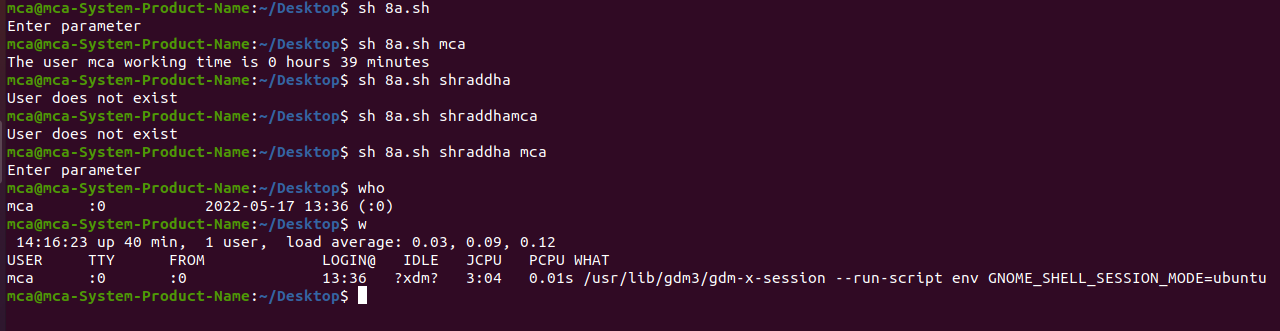 mca@mca-System-Product-Name:~/Desktop$ sh 8a.sh
Enter parameter
mca@mca-System-Product-Name:~/Desktop$ sh 8a.sh mca
The user mca working time is 0 hours 39 minutes
mca@mca-System-Product-Name:~/Desktop$ sh 8a.sh shraddha
User does not exist
mca@mca-System-Product-Name:~/Desktop$ sh 8a.sh shraddhamca
User does not exist
mca@mca-System-Product-Name:~/Desktop$ sh 8a.sh shraddha mca
Enter parameter
mca@mca-System-Product-Name:~/Desktop$ who
mca      :0           2022-05-17 13:36 (:0)
mca@mca-System-Product-Name:~/Desktop$ w
 14:16:23 up 40 min,  1 user,  load average: 0.03, 0.09, 0.12
USER     TTY      FROM             LOGIN@   IDLE   JCPU   PCPU WHAT
mca      :0       :0               13:36   ?xdm?   3:04   0.01s /usr/lib/gdm3/gdm-x-session --run-script env GNOME_SHELL_SESSION_MODE=ubuntu
mca@mca-System-Product-Name:~/Desktop$